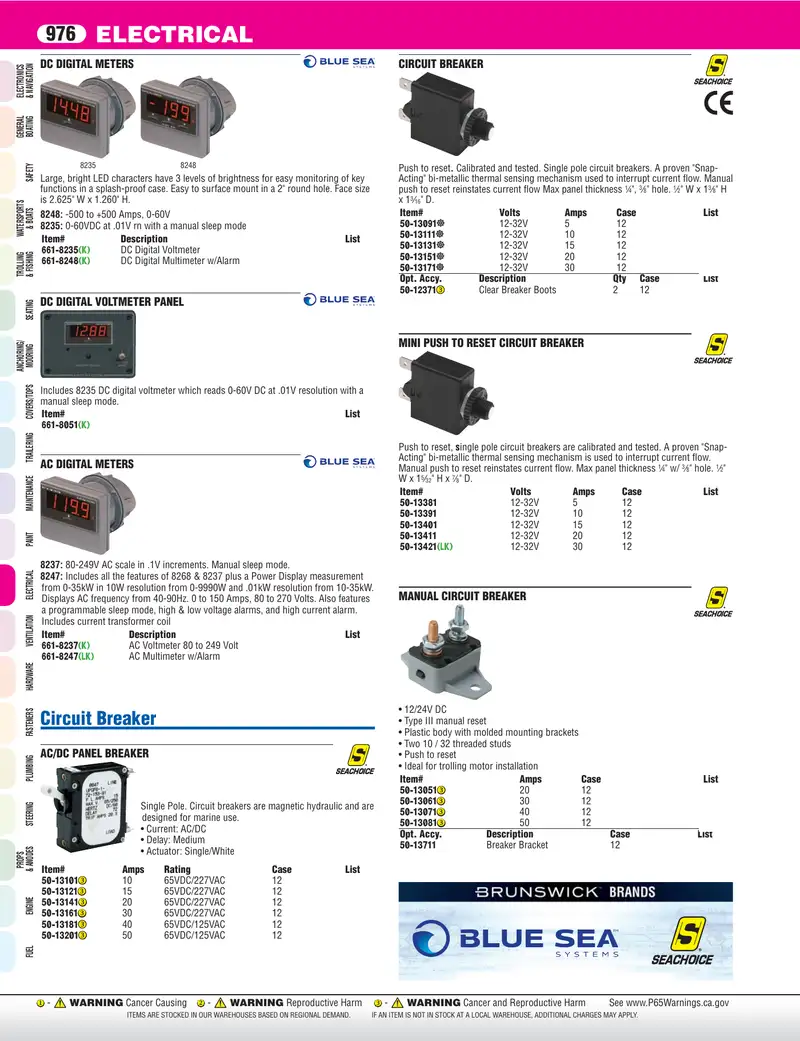 976 ELECTRICAL
ELECTRONICS & NAVIGATION
GENERAL BOATING
SAFETY
WATERSPORTS & BOATS
TROLLING & FISHING
SEATING
ANCHORING/ MOORING
COVERS/TOPS
TRAILERING
MAINTENANCE
PAINT
ELECTRICAL
VENTILATION
HARDWARE
FASTENERS
PLUMBING
STEERING
PROPS & ANODES
ENGINE
FUEL
DC DIGITAL METERS
BLUE SEA
SYSTEMS
14.48
-199
8235 8248
Large, bright LED characters have 3 levels of brightness for easy monitoring of key
functions in a splash-proof case. Easy to surface mount in a 2" round hole. Face size
is 2.625" W x 1.260" H.
8248: -500 to +500 Amps, 0-60V
8235: 0-60VDC at .01V rn with a manual sleep mode
Item# Description List
661-8235(K) DC Digital Voltmeter
661-8248(K) DC Digital Multimeter w/Alarm
DC DIGITAL VOLTMETER PANEL
BLUE SEA
SYSTEMS
12.88
Includes 8235 DC digital voltmeter which reads 0-60V DC at .01V resolution with a
manual sleep mode.
Item# List
661-8051(K)
AC DIGITAL METERS
BLUE SEA
SYSTEMS
119.9
8237: 80-249V AC scale in .1V increments. Manual sleep mode.
8247: Includes all the features of 8268 & 8237 plus a Power Display measurement
from 0-35kW in 10W resolution from 0-9990W and .01kW resolution from 10-35kW.
Displays AC frequency from 40-90Hz. 0 to 150 Amps, 80 to 270 Volts. Also features
a programmable sleep mode, high & low voltage alarms, and high current alarm.
Includes current transformer coil
Item# Description List
661-8237(K) AC Voltmeter 80 to 249 Volt
661-8247(LK) AC Multimeter w/Alarm
Circuit Breaker
AC/DC PANEL BREAKER
S
SEACHOICE
LINE
LOAD
Single Pole. Circuit breakers are magnetic hydraulic and are
designed for marine use.
• Current: AC/DC
• Delay: Medium
• Actuator: Single/White
Item# Amps Rating Case List
50-13101③ 10 65VDC/227VAC 12
50-13121③ 15 65VDC/227VAC 12
50-13141③ 20 65VDC/227VAC 12
50-13161③ 30 65VDC/227VAC 12
50-13181③ 40 65VDC/125VAC 12
50-13201③ 50 65VDC/125VAC 12
CIRCUIT BREAKER
S
SEACHOICE
CE
Push to reset. Calibrated and tested. Single pole circuit breakers. A proven "Snap-
Acting" bi-metallic thermal sensing mechanism used to interrupt current flow. Manual
push to reset reinstates current flow Max panel thickness ¼", ⅜" hole. ½" W x 1⅜" H
Item# Volts Amps Case List
50-13091 12-32V 5 12
50-13111 12-32V 10 12
50-13131 12-32V 15 12
50-13151 12-32V 20 12
50-13171 12-32V 30 12
Opt. Accy. Description Qty Case List
50-12371③ Clear Breaker Boots 2 12
MINI PUSH TO RESET CIRCUIT BREAKER
S
SEACHOICE
Push to reset, single pole circuit breakers are calibrated and tested. A proven "Snap-
Acting" bi-metallic thermal sensing mechanism is used to interrupt current flow.
Manual push to reset reinstates current flow. Max panel thickness ¼" w/ ⅜" hole. ½"
W x 1⁵⁄₃₂" H x ⅞" D.
Item# Volts Amps Case List
50-13381 12-32V 5 12
50-13391 12-32V 10 12
50-13401 12-32V 15 12
50-13411 12-32V 20 12
50-13421(LK) 12-32V 30 12
MANUAL CIRCUIT BREAKER
S
SEACHOICE
• 12/24V DC
• Type III manual reset
• Plastic body with molded mounting brackets
• Two 10 / 32 threaded studs
• Push to reset
• Ideal for trolling motor installation
Item# Amps Case List
50-13051③ 20 12
50-13061③ 30 12
50-13071③ 40 12
50-13081③ 50 12
Opt. Accy. Description Case List
50-13711 Breaker Bracket 12
BRUNSWICK™ BRANDS
BLUE SEA™
SYSTEMS
S
SEACHOICE
① - WARNING Cancer Causing ② - WARNING Reproductive Harm ③ - WARNING Cancer and Reproductive Harm See www.P65Warnings.ca.gov
ITEMS ARE STOCKED IN OUR WAREHOUSES BASED ON REGIONAL DEMAND. IF AN ITEM IS NOT IN STOCK AT A LOCAL WAREHOUSE, ADDITIONAL CHARGES MAY APPLY.